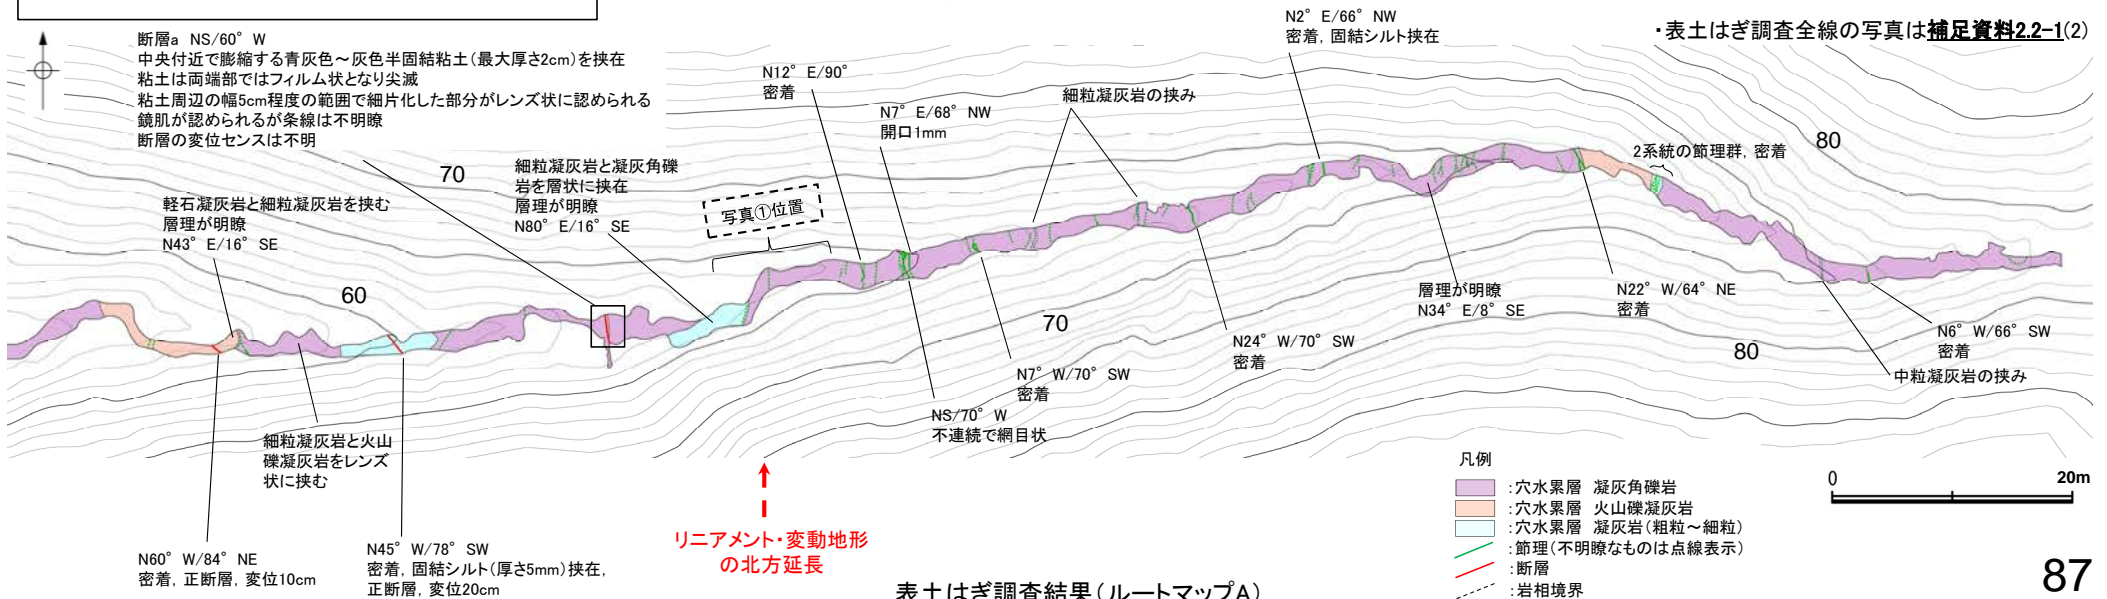 ・表土はぎ調査全線の写真は補足資料2.2-1(2)
断層a NS/60° W
中央付近で膨縮する青灰色～灰色半固結粘土(最大厚さ2cm)を挟在
粘土は両端部ではフィルム状となり尖滅
粘土周辺の幅5cm程度の範囲で細片化した部分がレンズ状に認められる
鏡肌が認められるが条線は不明瞭
断層の変位センスは不明
N2° E/66° NW
密着, 固結シルト挟在
N12° E/90°
密着
N7° E/68° NW
開口1mm
細粒凝灰岩の挟み
2系統の節理群, 密着
80
70
細粒凝灰岩と凝灰角礫
岩を層状に挟在
層理が明瞭
N80° E/16° SE
写真①位置
軽石凝灰岩と細粒凝灰岩を挟む
層理が明瞭
N43° E/16° SE
60
70
80
層理が明瞭
N34° E/8° SE
N22° W/64° NE
密着
N6° W/66° SW
密着
中粒凝灰岩の挟み
N24° W/70° SW
密着
N7° W/70° SW
密着
NS/70° W
不連続で網目状
細粒凝灰岩と火山
礫凝灰岩をレンズ
状に挟む
N60° W/84° NE
密着, 正断層, 変位10cm
N45° W/78° SW
密着, 固結シルト(厚さ5mm)挟在,
正断層, 変位20cm
リニアメント・変動地形
の北方延長
凡例
:穴水累層 凝灰角礫岩
:穴水累層 火山礫凝灰岩
:穴水累層 凝灰岩(粗粒～細粒)
:節理(不明瞭なものは点線表示)
:断層
:岩相境界
0 20m
表土はぎ調査結果(ルートマップA)
87